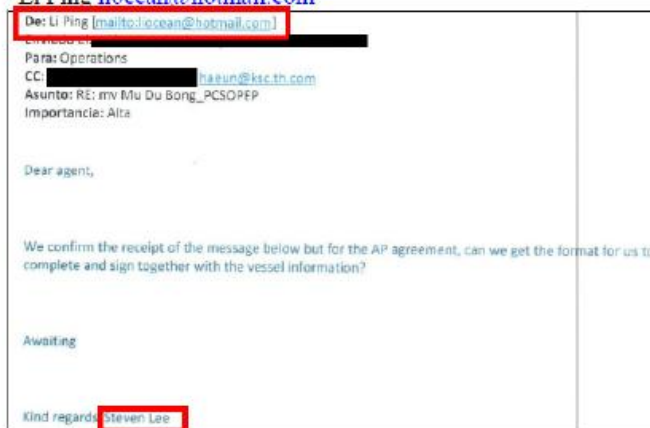 De: Li Ping [mailto:liocean@hotmail.com]
Para: Operations
CC: haeun@ksc.th.com
Asunto: RE: mv Mu Du Bong_PCSOPEP
Importancia: Alta
Dear agent,
We confirm the receipt of the message below but for the AP agreement, can we get the format for us to
complete and sign together with the vessel information?
Awaiting
Kind regards Steven Lee